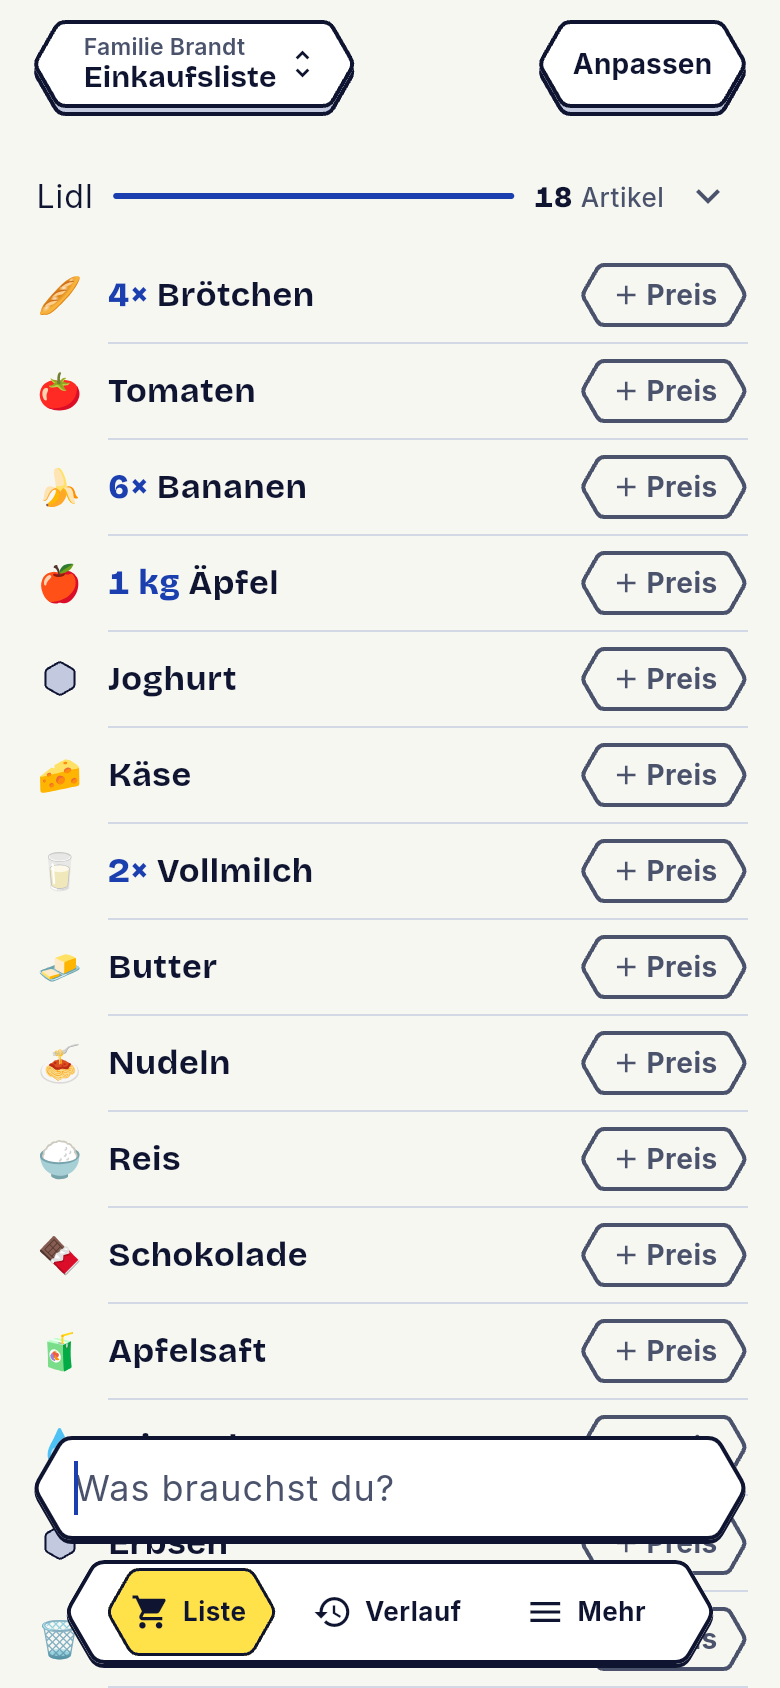 Familie Brandt
Einkaufsliste
Anpassen
Lidl 18 Artikel
4× Brötchen + Preis
Tomaten + Preis
6× Bananen + Preis
1 kg Äpfel + Preis
Joghurt + Preis
Käse + Preis
2× Vollmilch + Preis
Butter + Preis
Nudeln + Preis
Reis + Preis
Schokolade + Preis
Apfelsaft + Preis
Was brauchst du?
Erbsen + Preis
Liste Verlauf Mehr